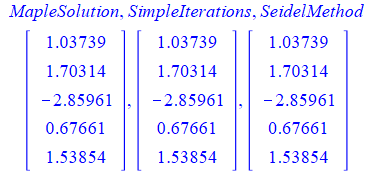 MapleSolution, SimpleIterations, SeidelMethod
1.03739 1.03739 1.03739
1.70314 1.70314 1.70314
-2.85961 , -2.85961 , -2.85961
0.67661 0.67661 0.67661
1.53854 1.53854 1.53854